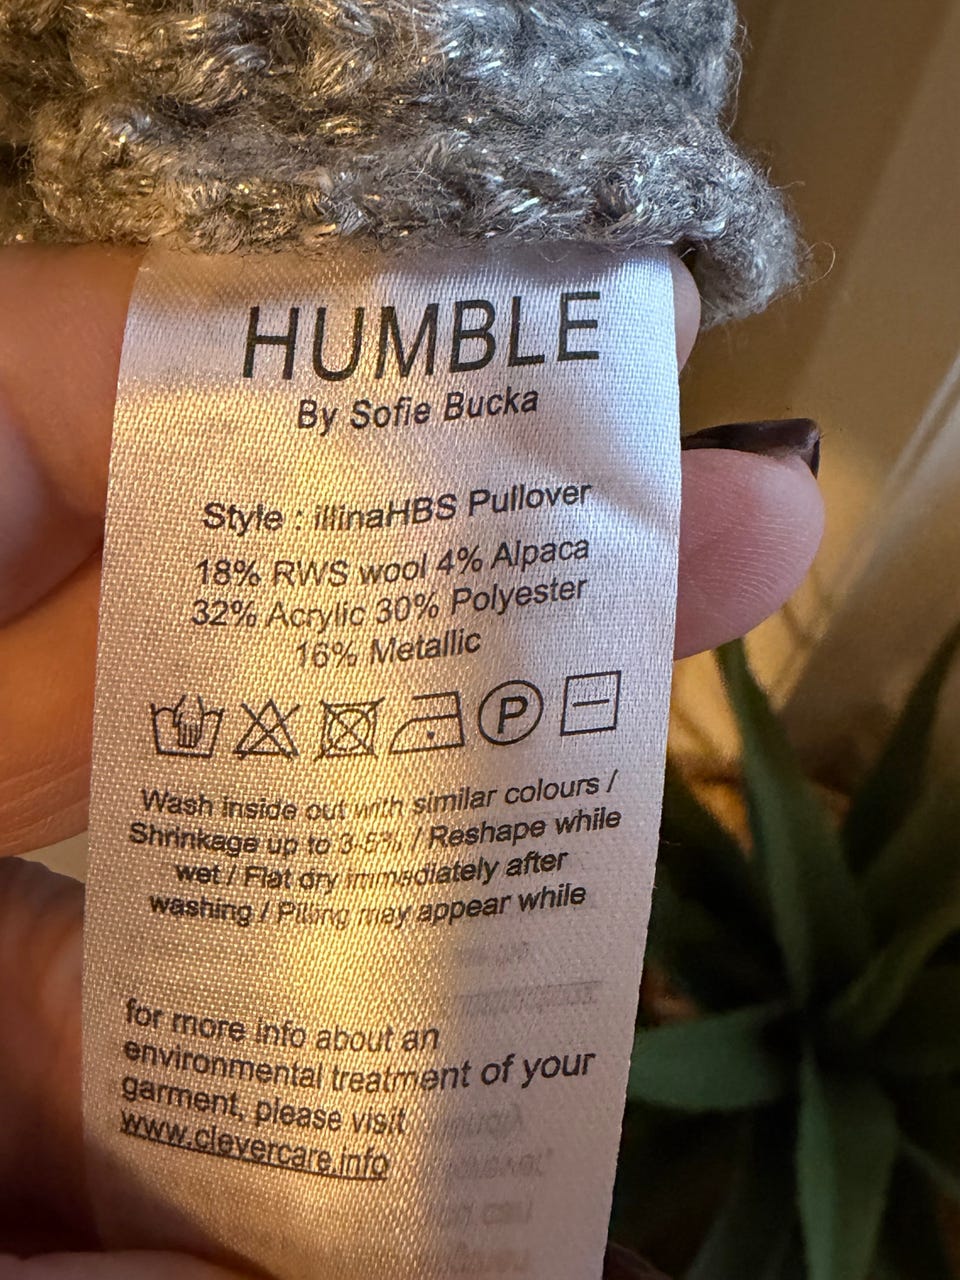 HUMBLE
By Sofie Bucka
Style : illinaHBS Pullover
18% RWS wool 4% Alpaca
32% Acrylic 30% Polyester
16% Metallic
P
Wash inside out with similar colours /
Shrinkage up to 3-5% / Reshape while
wet / Flat dry immediately after
washing / Pilling may appear while
for more info about an
environmental treatment of your
garment, please visit
www.clevercare.info